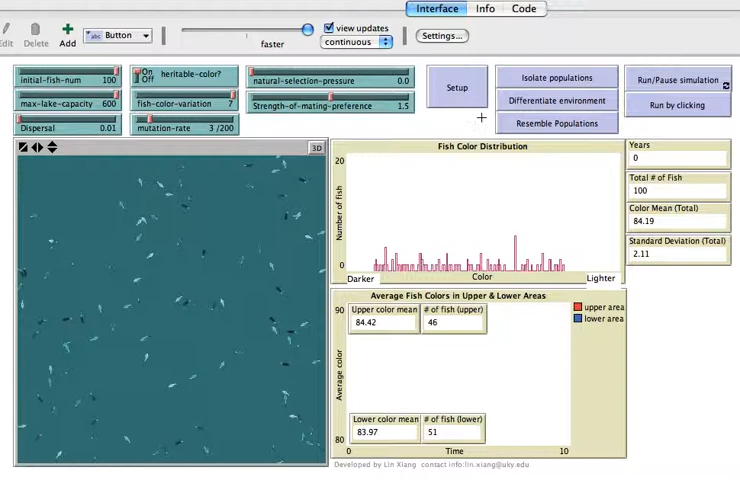 Interface Info Code
Edit Delete Add abc Button faster view updates continuous Settings...
initial-fish-num 100
On
Off
heritable-color?
natural-selection-pressure 0.0
Setup
Isolate populations
Run/Pause simulation
max-lake-capacity 600
fish-color-variation 7
Strength-of-mating-preference 1.5
Differentiate environment
Run by clicking
Dispersal 0.01
mutation-rate 3 /200
Resemble Populations
3D
Fish Color Distribution
20
Number of fish
0
Darker
Color
Lighter
Years
0
Total # of Fish
100
Color Mean (Total)
84.19
Standard Deviation (Total)
2.11
Average Fish Colors in Upper & Lower Areas
90
Average color
80
Upper color mean
84.42
# of fish (upper)
46
upper area
lower area
Lower color mean
83.97
# of fish (lower)
51
0
Time
10
Developed by Lin Xiang contact info:lin.xiang@uky.edu